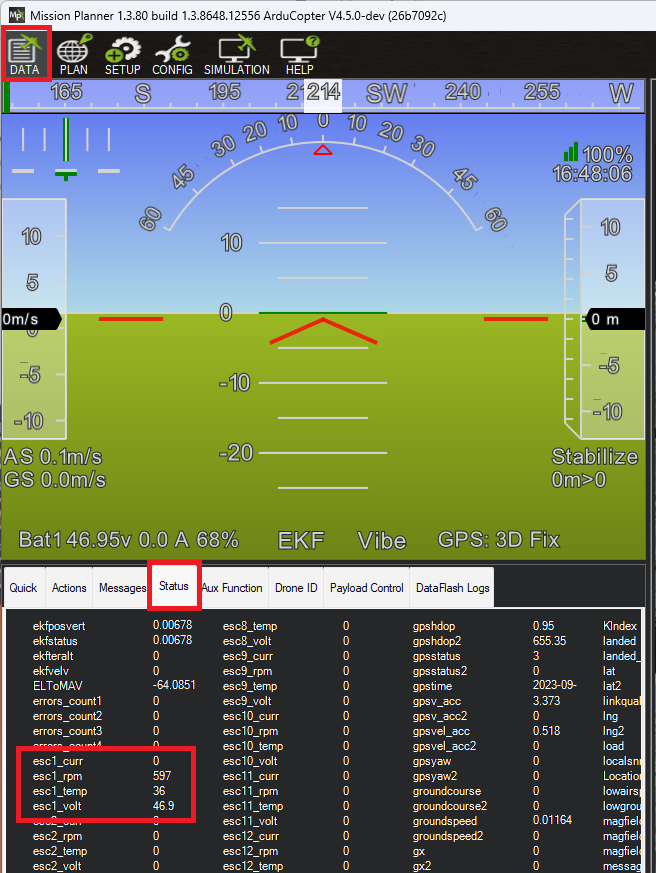 Mission Planner 1.3.80 build 1.3.8648.12556 ArduCopter V4.5.0-dev (26b7092c)
DATA PLAN SETUP CONFIG SIMULATION HELP
165 S 195 214 SW 240 255 W
60 45 30 20 10 0 10 20 30 45 60
100%
16:48:06
10 10 10
5 5
0m/s 0 0 m
-5 -5
-10 -10 -10
AS 0.1m/s -20 Stabilize
GS 0.0m/s 0m>0
Bat1 46.95v 0.0 A 68% EKF Vibe GPS: 3D Fix
Quick Actions Messages Status Aux Function Drone ID Payload Control DataFlash Logs
ekfposvert 0.00678 esc8_temp 0 gpshdop 0.95 KIndex
ekfstatus 0.00678 esc8_volt 0 gpshdop2 655.35 landed
ekfteralt 0 esc9_curr 0 gpsstatus 3 landed_
ekfvelv 0 esc9_rpm 0 gpsstatus2 0 lat
ELToMAV -64.0851 esc9_temp 0 gpstime 2023-09- lat2
errors_count1 0 esc9_volt 0 gpsv_acc 3.373 linkqual
errors_count2 0 esc10_curr 0 gpsv_acc2 0 lng
errors_count3 0 esc10_rpm 0 gpsvel_acc 0.518 lng2
errors_count4 0 esc10_temp 0 gpsvel_acc2 0 load
esc1_curr 0 esc10_volt 0 gpsyaw 0 localsn
esc1_rpm 597 esc11_curr 0 gpsyaw2 0 Location
esc1_temp 36 esc11_rpm 0 groundcourse 0 lowairsp
esc1_volt 46.9 esc11_temp 0 groundcourse2 0 lowgrou
esc2_curr 0 esc11_volt 0 groundspeed 0.01164 magfield
esc2_rpm 0 esc12_curr 0 groundspeed2 0 magfield
esc2_temp 0 esc12_rpm 0 gx 0 magfield
esc2_volt 0 esc12_temp 0 gx2 0 messag